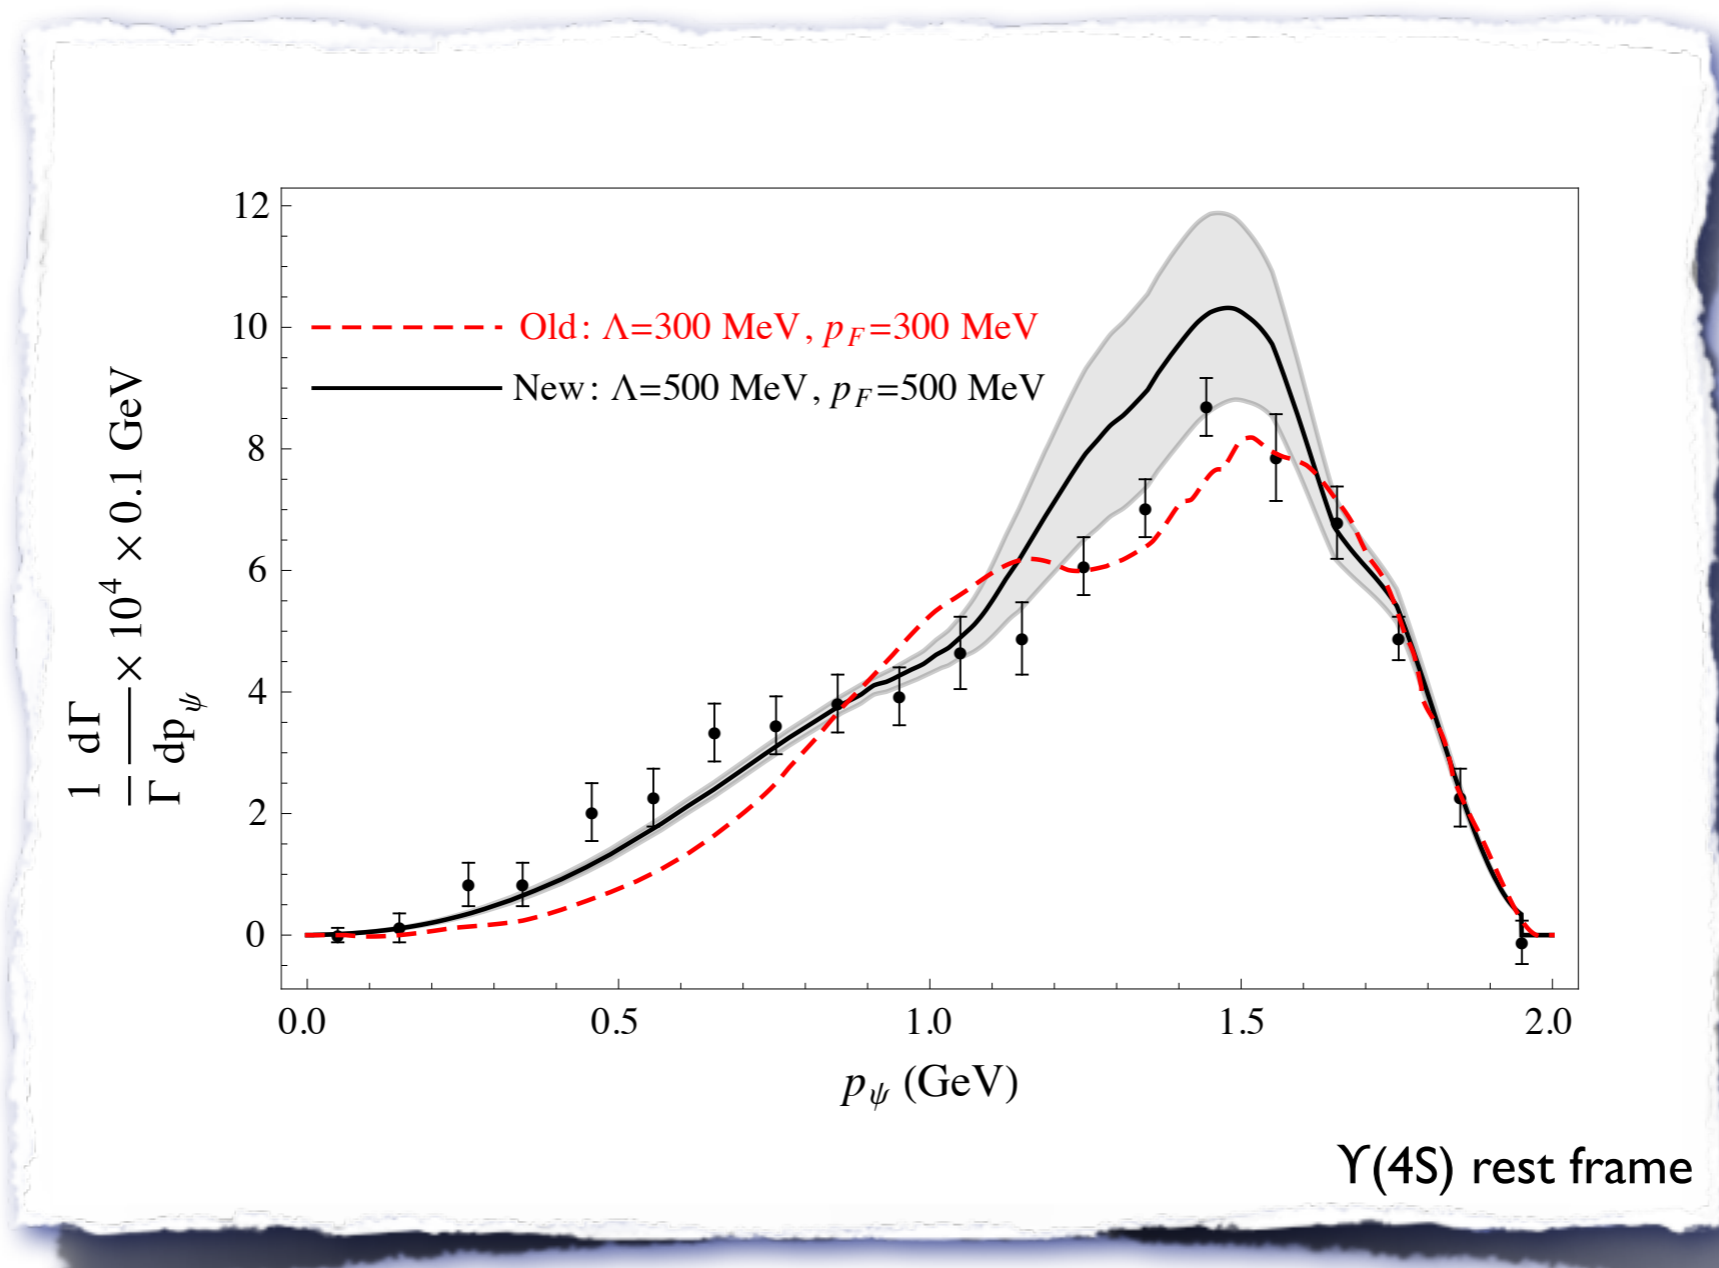 12
10
8
6
4
2
0
Old: Λ=300 MeV, p_F=300 MeV
New: Λ=500 MeV, p_F=500 MeV
1 dΓ
Γ dp_ψ
× 10⁴ × 0.1 GeV
0.0 0.5 1.0 1.5 2.0
p_ψ (GeV)
ϒ(4S) rest frame